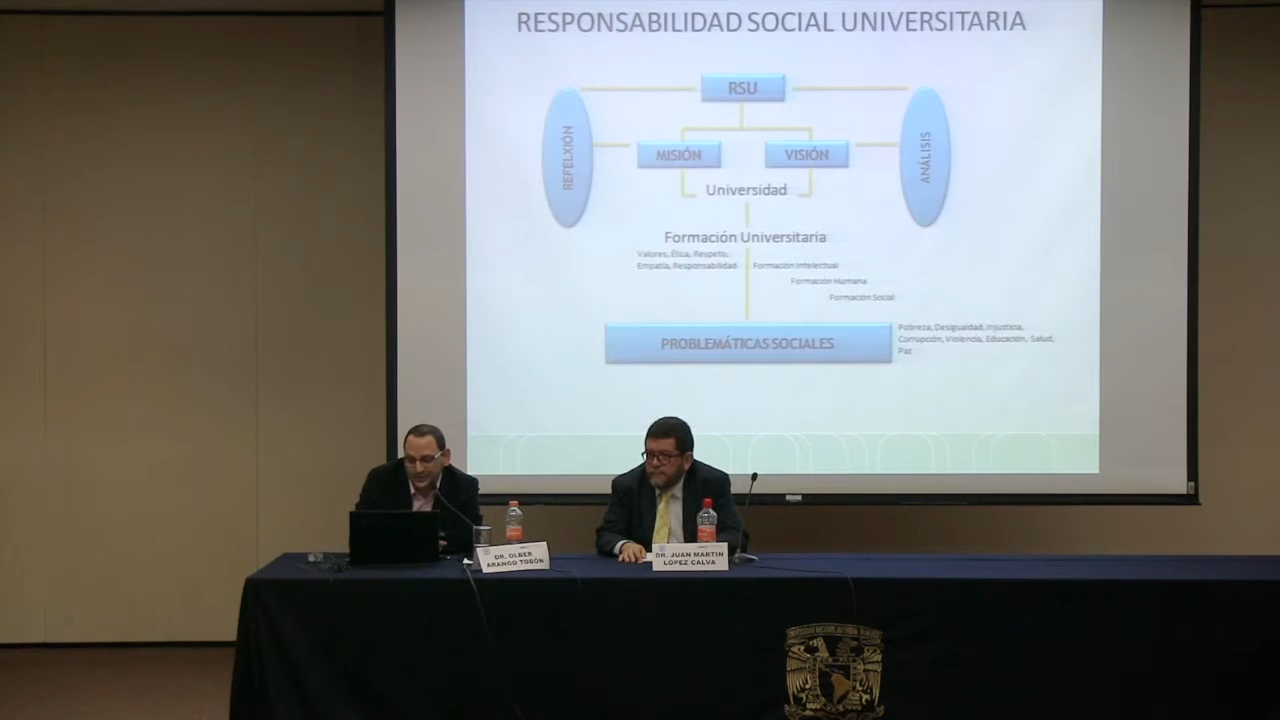 RESPONSABILIDAD SOCIAL UNIVERSITARIA
RSU
REFELXIÓN
MISIÓN
VISIÓN
ANÁLISIS
Universidad
Formación Universitaria
Valores, Ética, Respeto,
Empatía, Responsabilidad
Formación Intelectual
Formación Humana
Formación Social
PROBLEMÁTICAS SOCIALES
Pobreza, Desigualdad, Injusticia,
Corrupción, Violencia, Educación, Salud,
Paz
DR. OLBER
ARANGO TOBÓN
DR. JUAN MARTIN
LÓPEZ CALVA